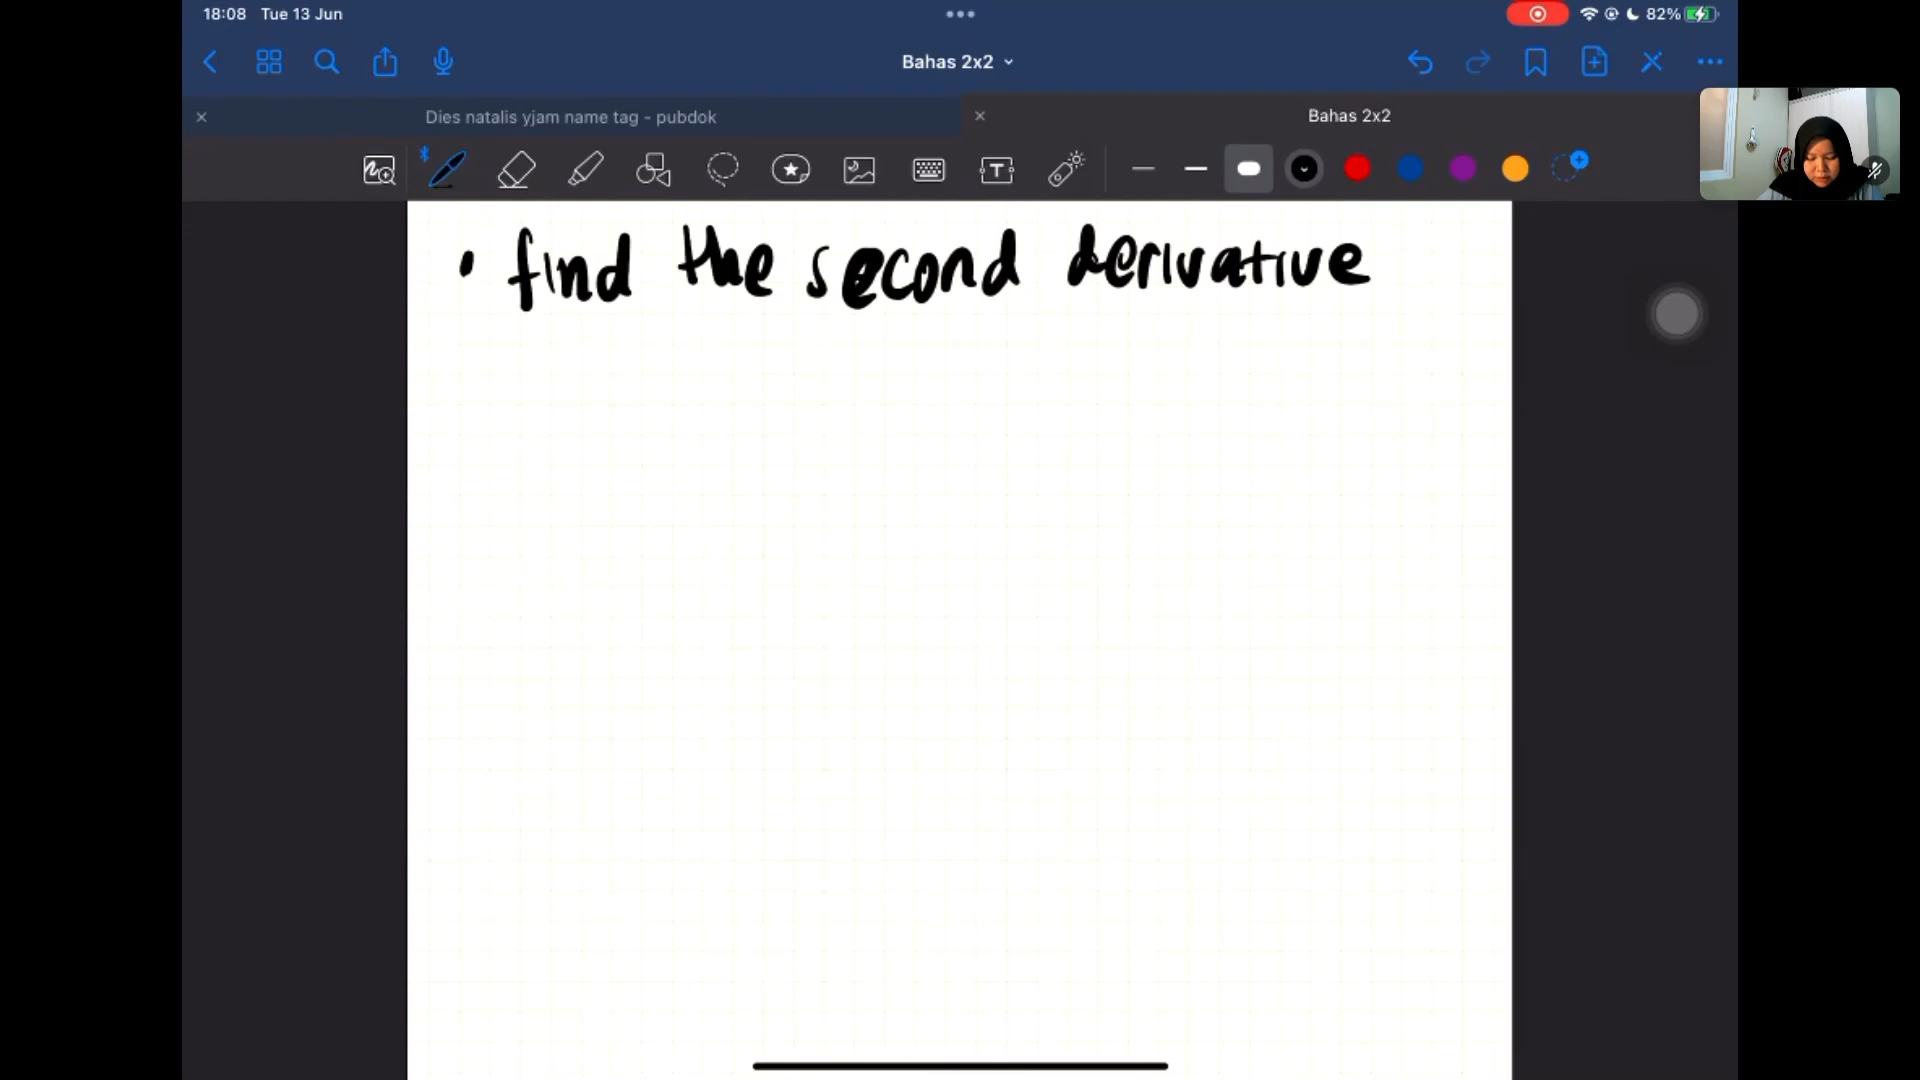 18:08 Tue 13 Jun
82%
Bahas 2x2
Dies natalis yjam name tag - pubdok
Bahas 2x2
T
• find the second derivative